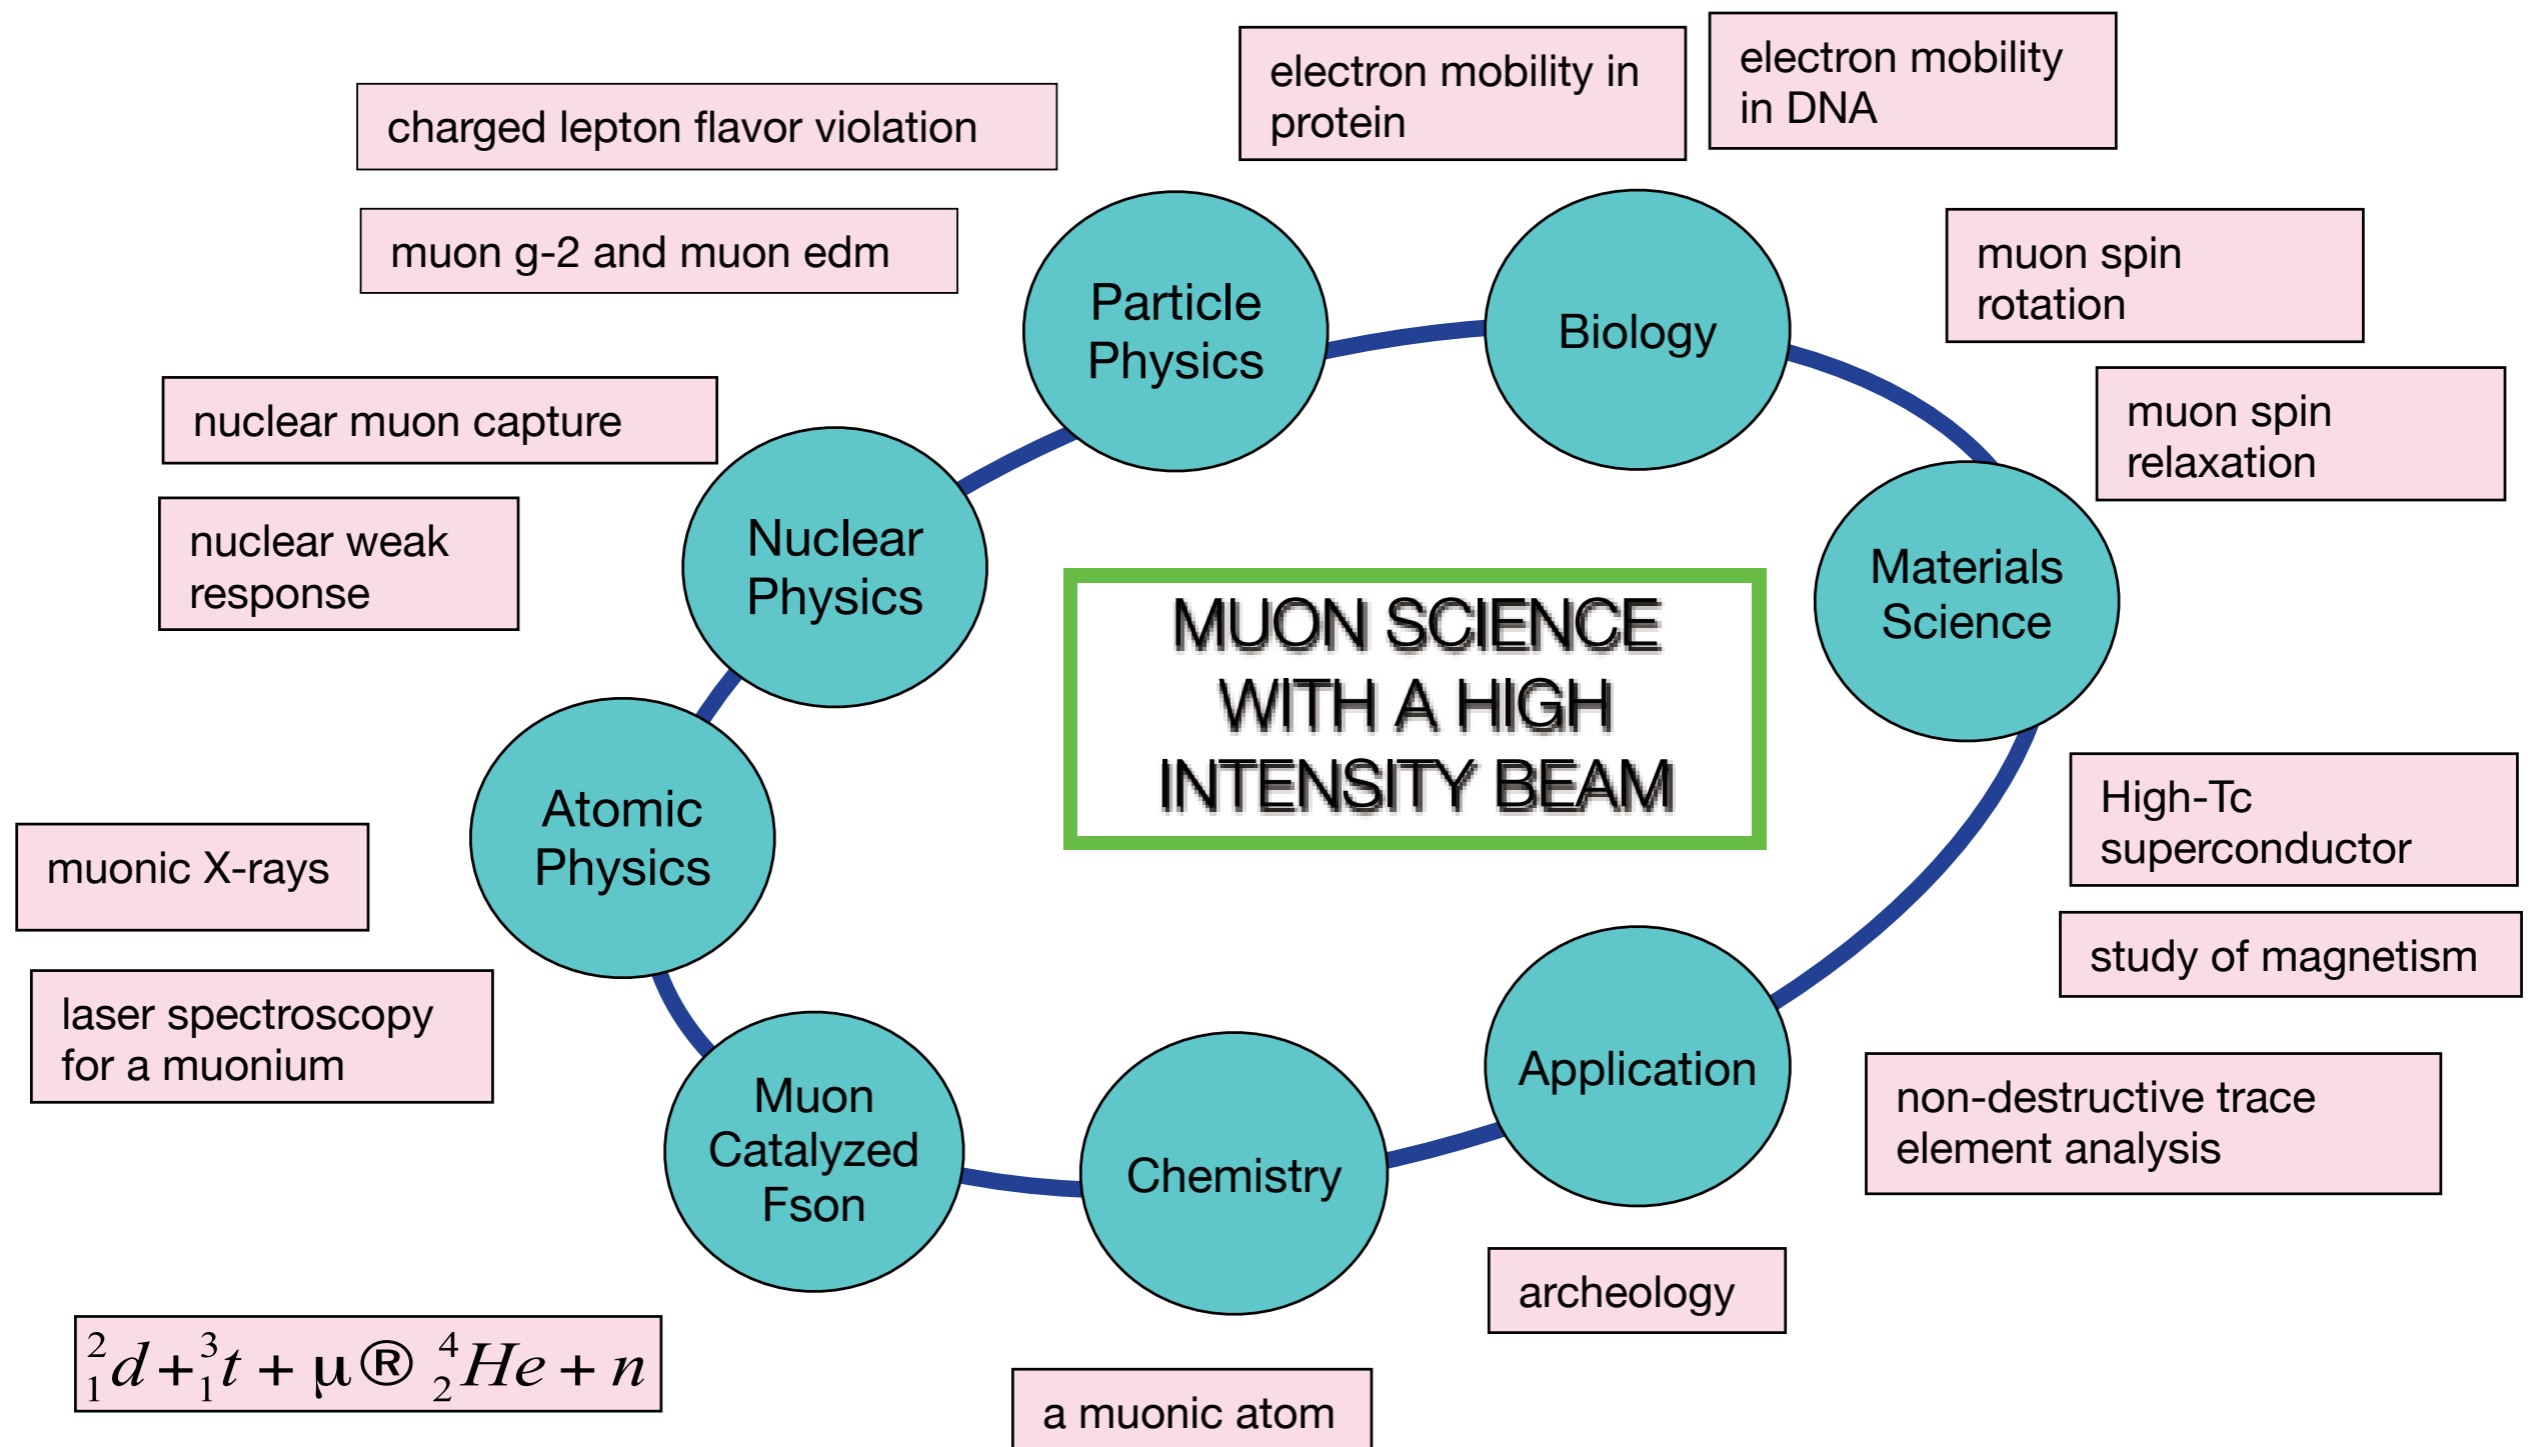 electron mobility in
protein
electron mobility
in DNA
charged lepton flavor violation
muon g-2 and muon edm
muon spin
rotation
Particle
Physics
Biology
muon spin
relaxation
nuclear muon capture
nuclear weak
response
Nuclear
Physics
Materials
Science
MUON SCIENCE
WITH A HIGH
INTENSITY BEAM
Atomic
Physics
High-Tc
superconductor
muonic X-rays
study of magnetism
laser spectroscopy
for a muonium
Muon
Catalyzed
Fson
Chemistry
Application
non-destructive trace
element analysis
archeology
²₁d+³₁t + µ® ⁴₂He + n
a muonic atom